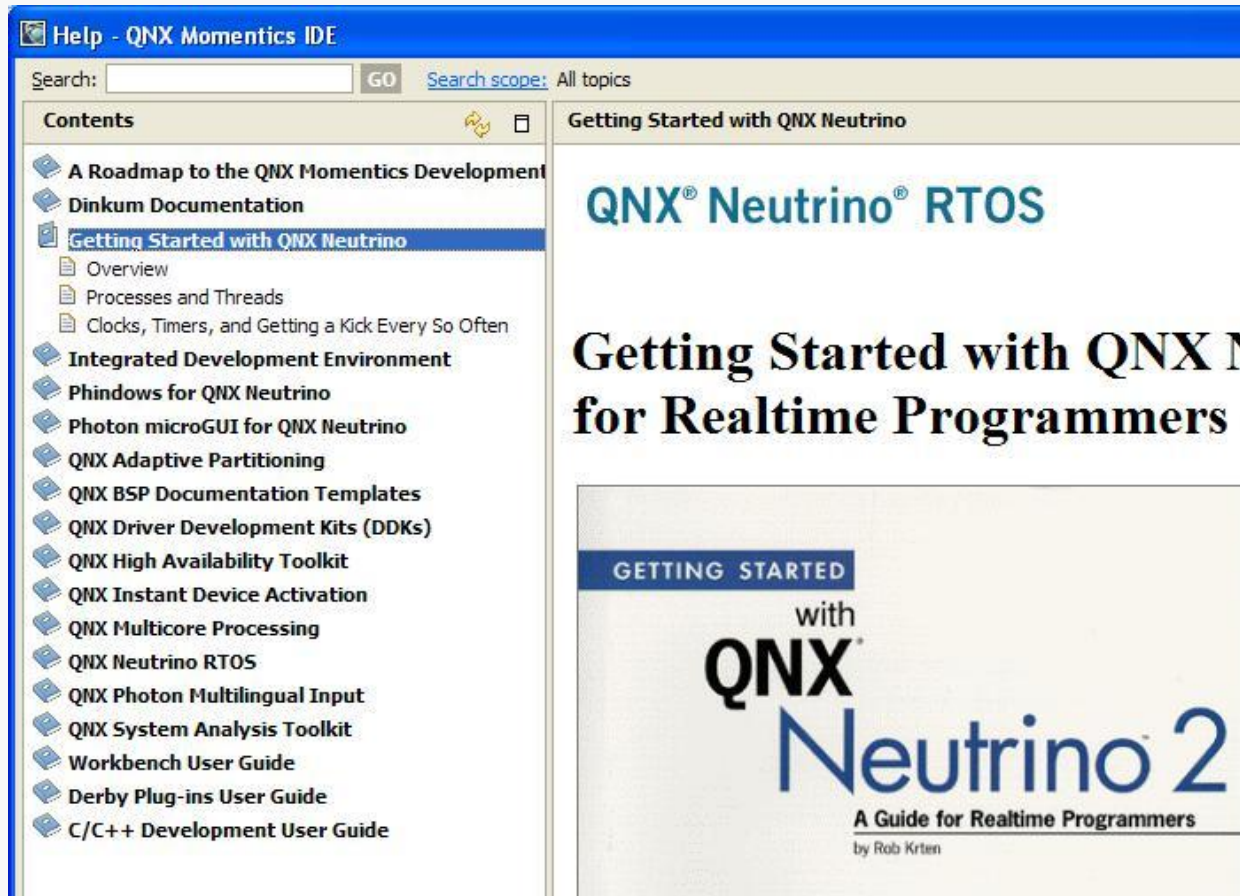 Help - QNX Momentics IDE
Search: GO Search scope: All topics
Contents
A Roadmap to the QNX Momentics Development
Dinkum Documentation
Getting Started with QNX Neutrino
Overview
Processes and Threads
Clocks, Timers, and Getting a Kick Every So Often
Integrated Development Environment
Phindows for QNX Neutrino
Photon microGUI for QNX Neutrino
QNX Adaptive Partitioning
QNX BSP Documentation Templates
QNX Driver Development Kits (DDKs)
QNX High Availability Toolkit
QNX Instant Device Activation
QNX Multicore Processing
QNX Neutrino RTOS
QNX Photon Multilingual Input
QNX System Analysis Toolkit
Workbench User Guide
Derby Plug-ins User Guide
C/C++ Development User Guide
Getting Started with QNX Neutrino
QNX® Neutrino® RTOS
Getting Started with QNX
for Realtime Programmers
GETTING STARTED
with
QNX®
Neutrino™ 2
A Guide for Realtime Programmers
by Rob Krten